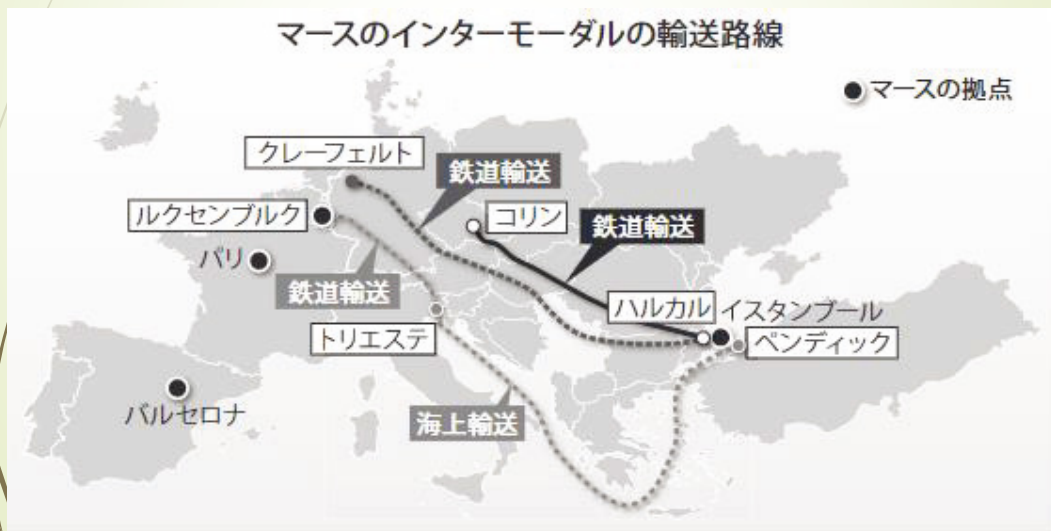 マースのインターモーダルの輸送路線
マースの拠点
クレーフェルト
鉄道輸送
ルクセンブルク
コリン
鉄道輸送
パリ
鉄道輸送
ハルカル
イスタンブール
トリエステ
ペンディック
バルセロナ
海上輸送